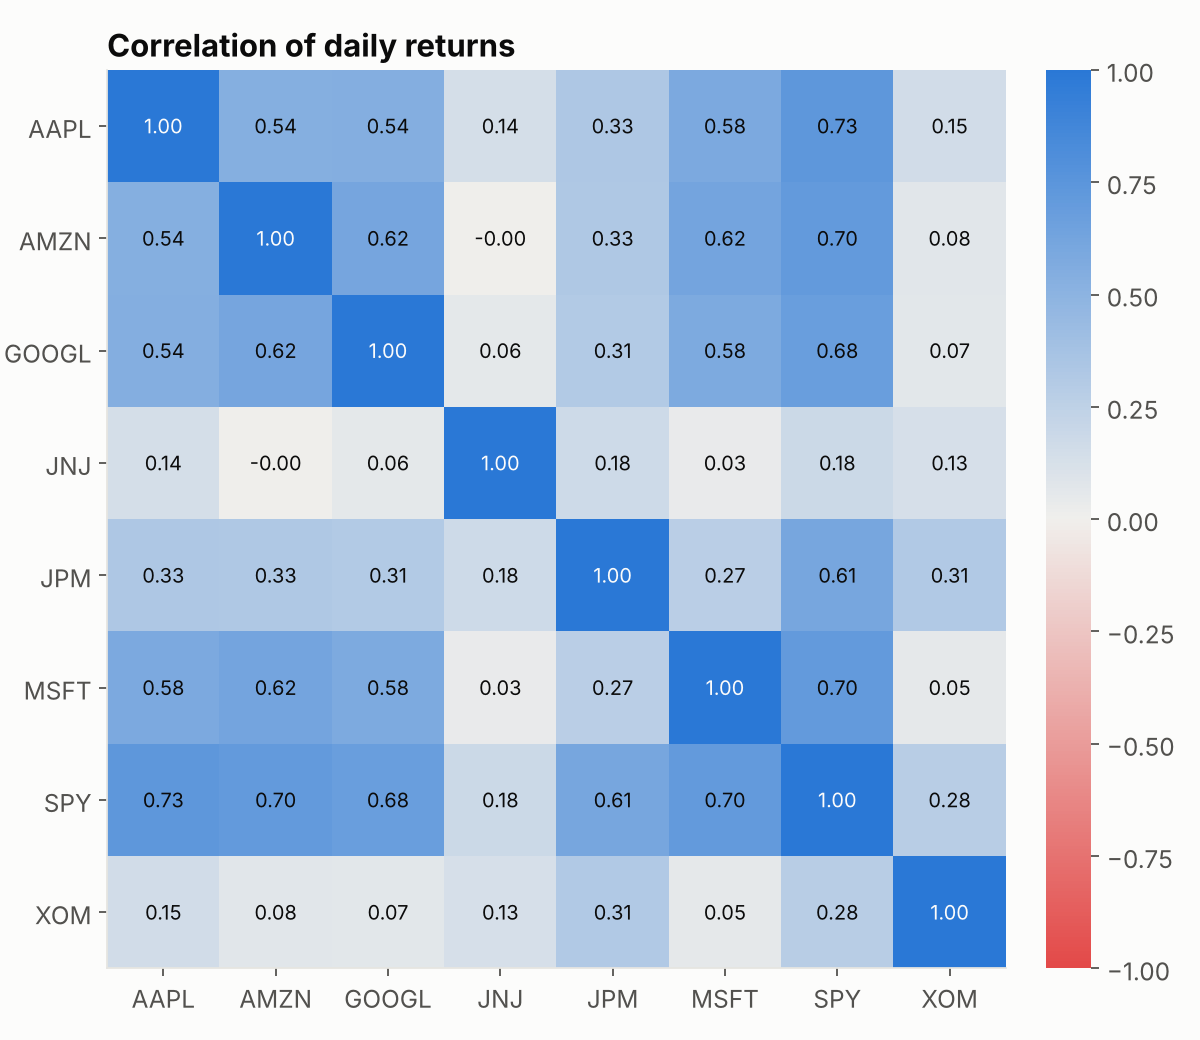 Correlation of daily returns
AAPL 1.00 0.54 0.54 0.14 0.33 0.58 0.73 0.15
AMZN 0.54 1.00 0.62 -0.00 0.33 0.62 0.70 0.08
GOOGL 0.54 0.62 1.00 0.06 0.31 0.58 0.68 0.07
JNJ 0.14 -0.00 0.06 1.00 0.18 0.03 0.18 0.13
JPM 0.33 0.33 0.31 0.18 1.00 0.27 0.61 0.31
MSFT 0.58 0.62 0.58 0.03 0.27 1.00 0.70 0.05
SPY 0.73 0.70 0.68 0.18 0.61 0.70 1.00 0.28
XOM 0.15 0.08 0.07 0.13 0.31 0.05 0.28 1.00
AAPL AMZN GOOGL JNJ JPM MSFT SPY XOM
1.00
0.75
0.50
0.25
0.00
−0.25
−0.50
−0.75
−1.00